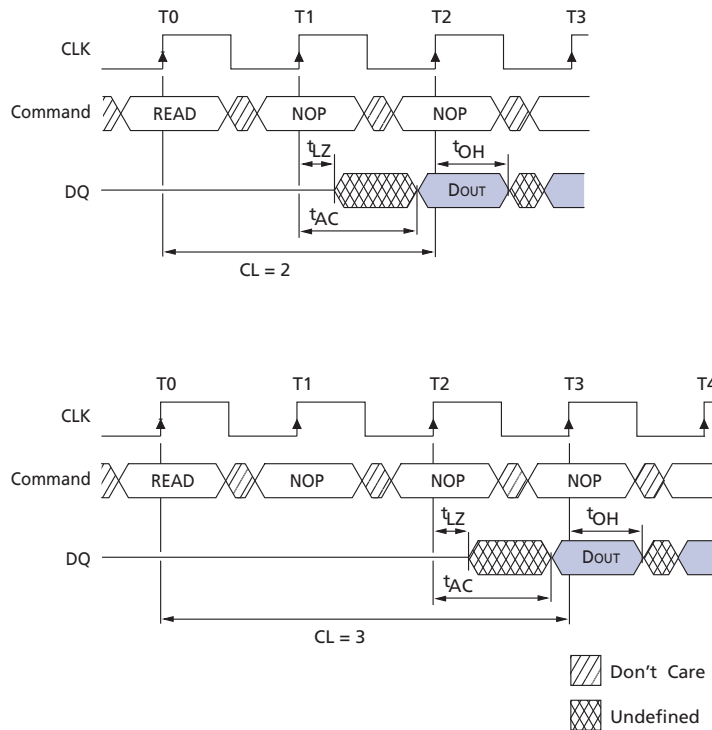 T0 T1 T2 T3
CLK
Command READ NOP NOP
tLZ tOH
DQ DOUT
tAC
CL = 2
T0 T1 T2 T3 T4
CLK
Command READ NOP NOP NOP
tLZ tOH
DQ DOUT
tAC
CL = 3
Don't Care
Undefined